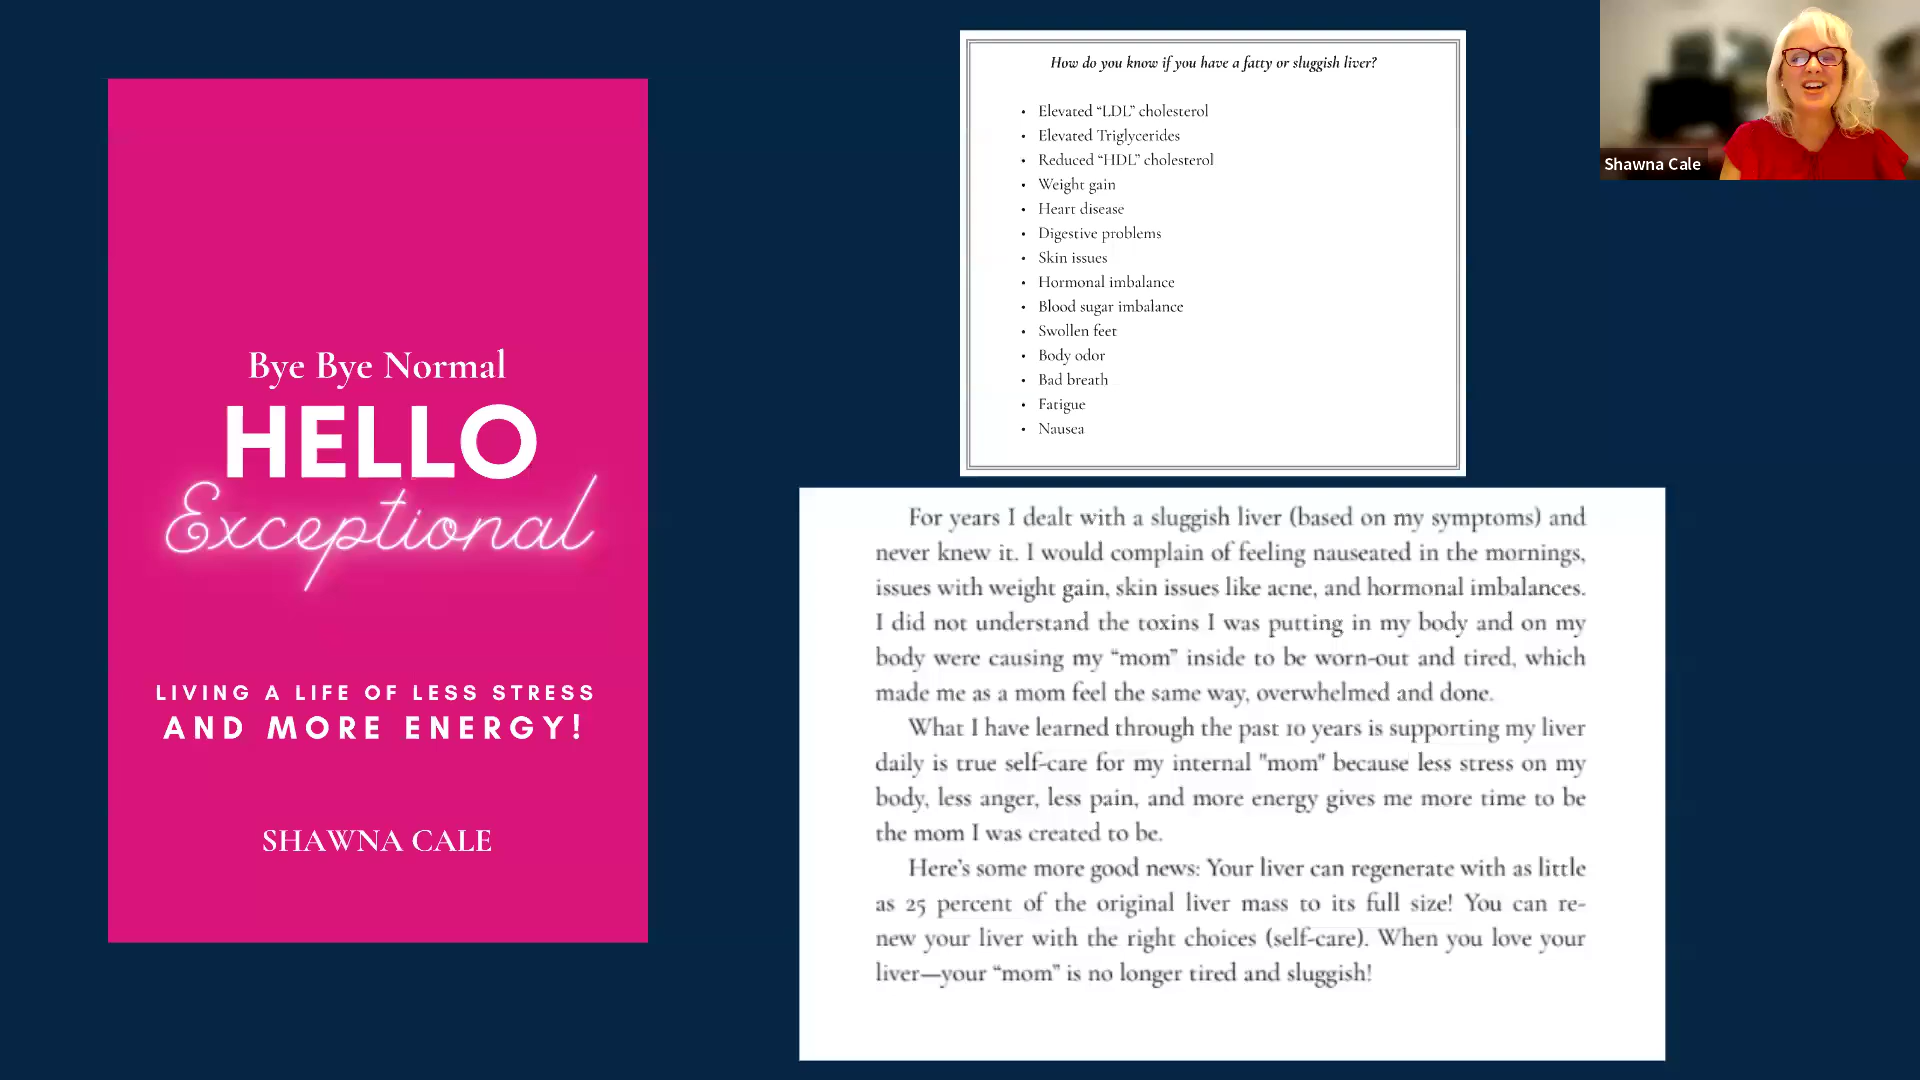 Bye Bye Normal
HELLO
Exceptional
LIVING A LIFE OF LESS STRESS
AND MORE ENERGY!
SHAWNA CALE
How do you know if you have a fatty or sluggish liver?
• Elevated “LDL” cholesterol
• Elevated Triglycerides
• Reduced “HDL” cholesterol
• Weight gain
• Heart disease
• Digestive problems
• Skin issues
• Hormonal imbalance
• Blood sugar imbalance
• Swollen feet
• Body odor
• Bad breath
• Fatigue
• Nausea
For years I dealt with a sluggish liver (based on my symptoms) and
never knew it. I would complain of feeling nauseated in the mornings,
issues with weight gain, skin issues like acne, and hormonal imbalances.
I did not understand the toxins I was putting in my body and on my
body were causing my “mom” inside to be worn-out and tired, which
made me as a mom feel the same way, overwhelmed and done.
What I have learned through the past 10 years is supporting my liver
daily is true self-care for my internal "mom" because less stress on my
body, less anger, less pain, and more energy gives me more time to be
the mom I was created to be.
Here’s some more good news: Your liver can regenerate with as little
as 25 percent of the original liver mass to its full size! You can re-
new your liver with the right choices (self-care). When you love your
liver—your “mom” is no longer tired and sluggish!
Shawna Cale